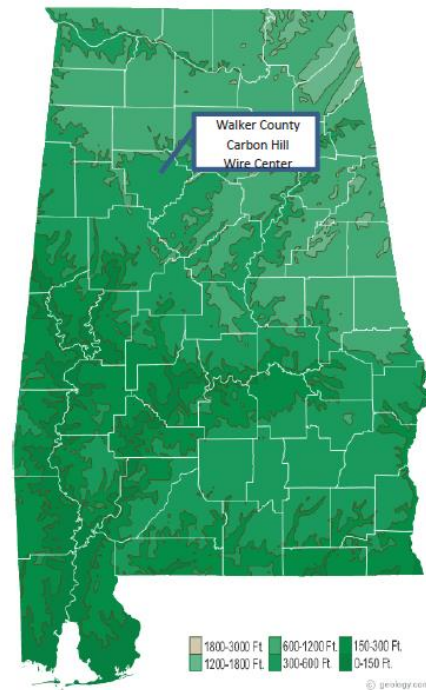 Walker County
Carbon Hill
Wire Center
1800-3000 Ft. 600-1200 Ft. 150-300 Ft.
1200-1800 Ft. 300-600 Ft. 0-150 Ft.
© geology.com